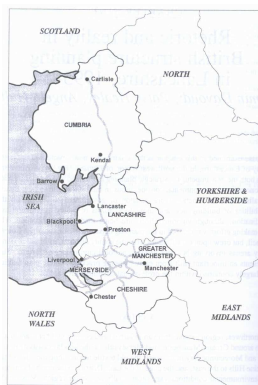 SCOTLAND
Carlisle
NORTH
CUMBRIA
Kendal
Barrow
IRISH
SEA
YORKSHIRE &
HUMBERSIDE
Lancaster
LANCASHIRE
Blackpool
Preston
GREATER
MANCHESTER
Liverpool
Manchester
MERSEYSIDE
CHESHIRE
Chester
NORTH
WALES
EAST
MIDLANDS
WEST
MIDLANDS